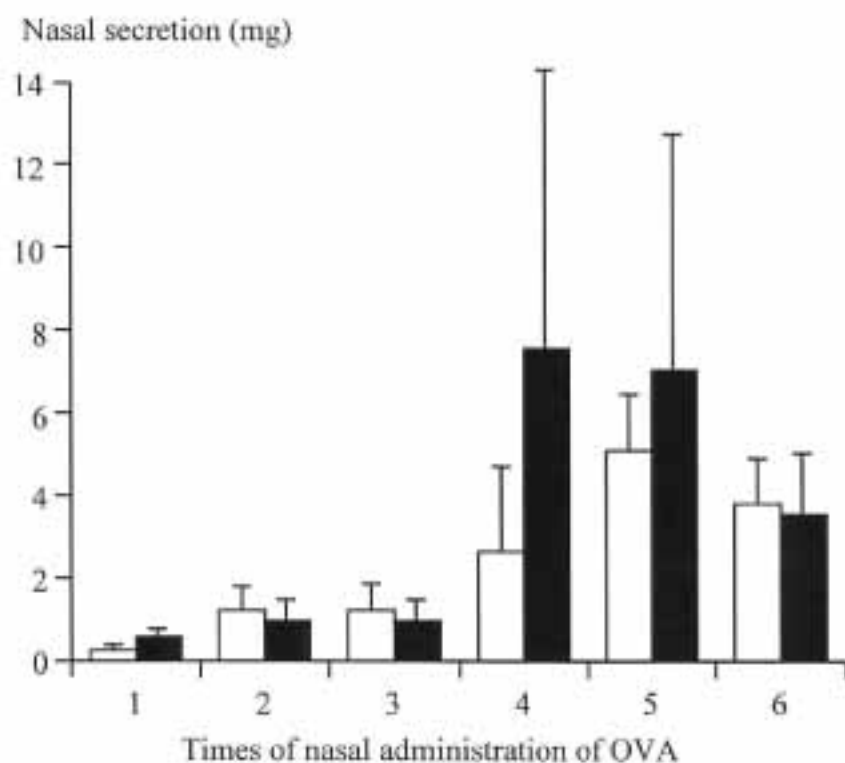 Nasal secretion (mg)
14
12
10
8
6
4
2
0
1 2 3 4 5 6
Times of nasal administration of OVA